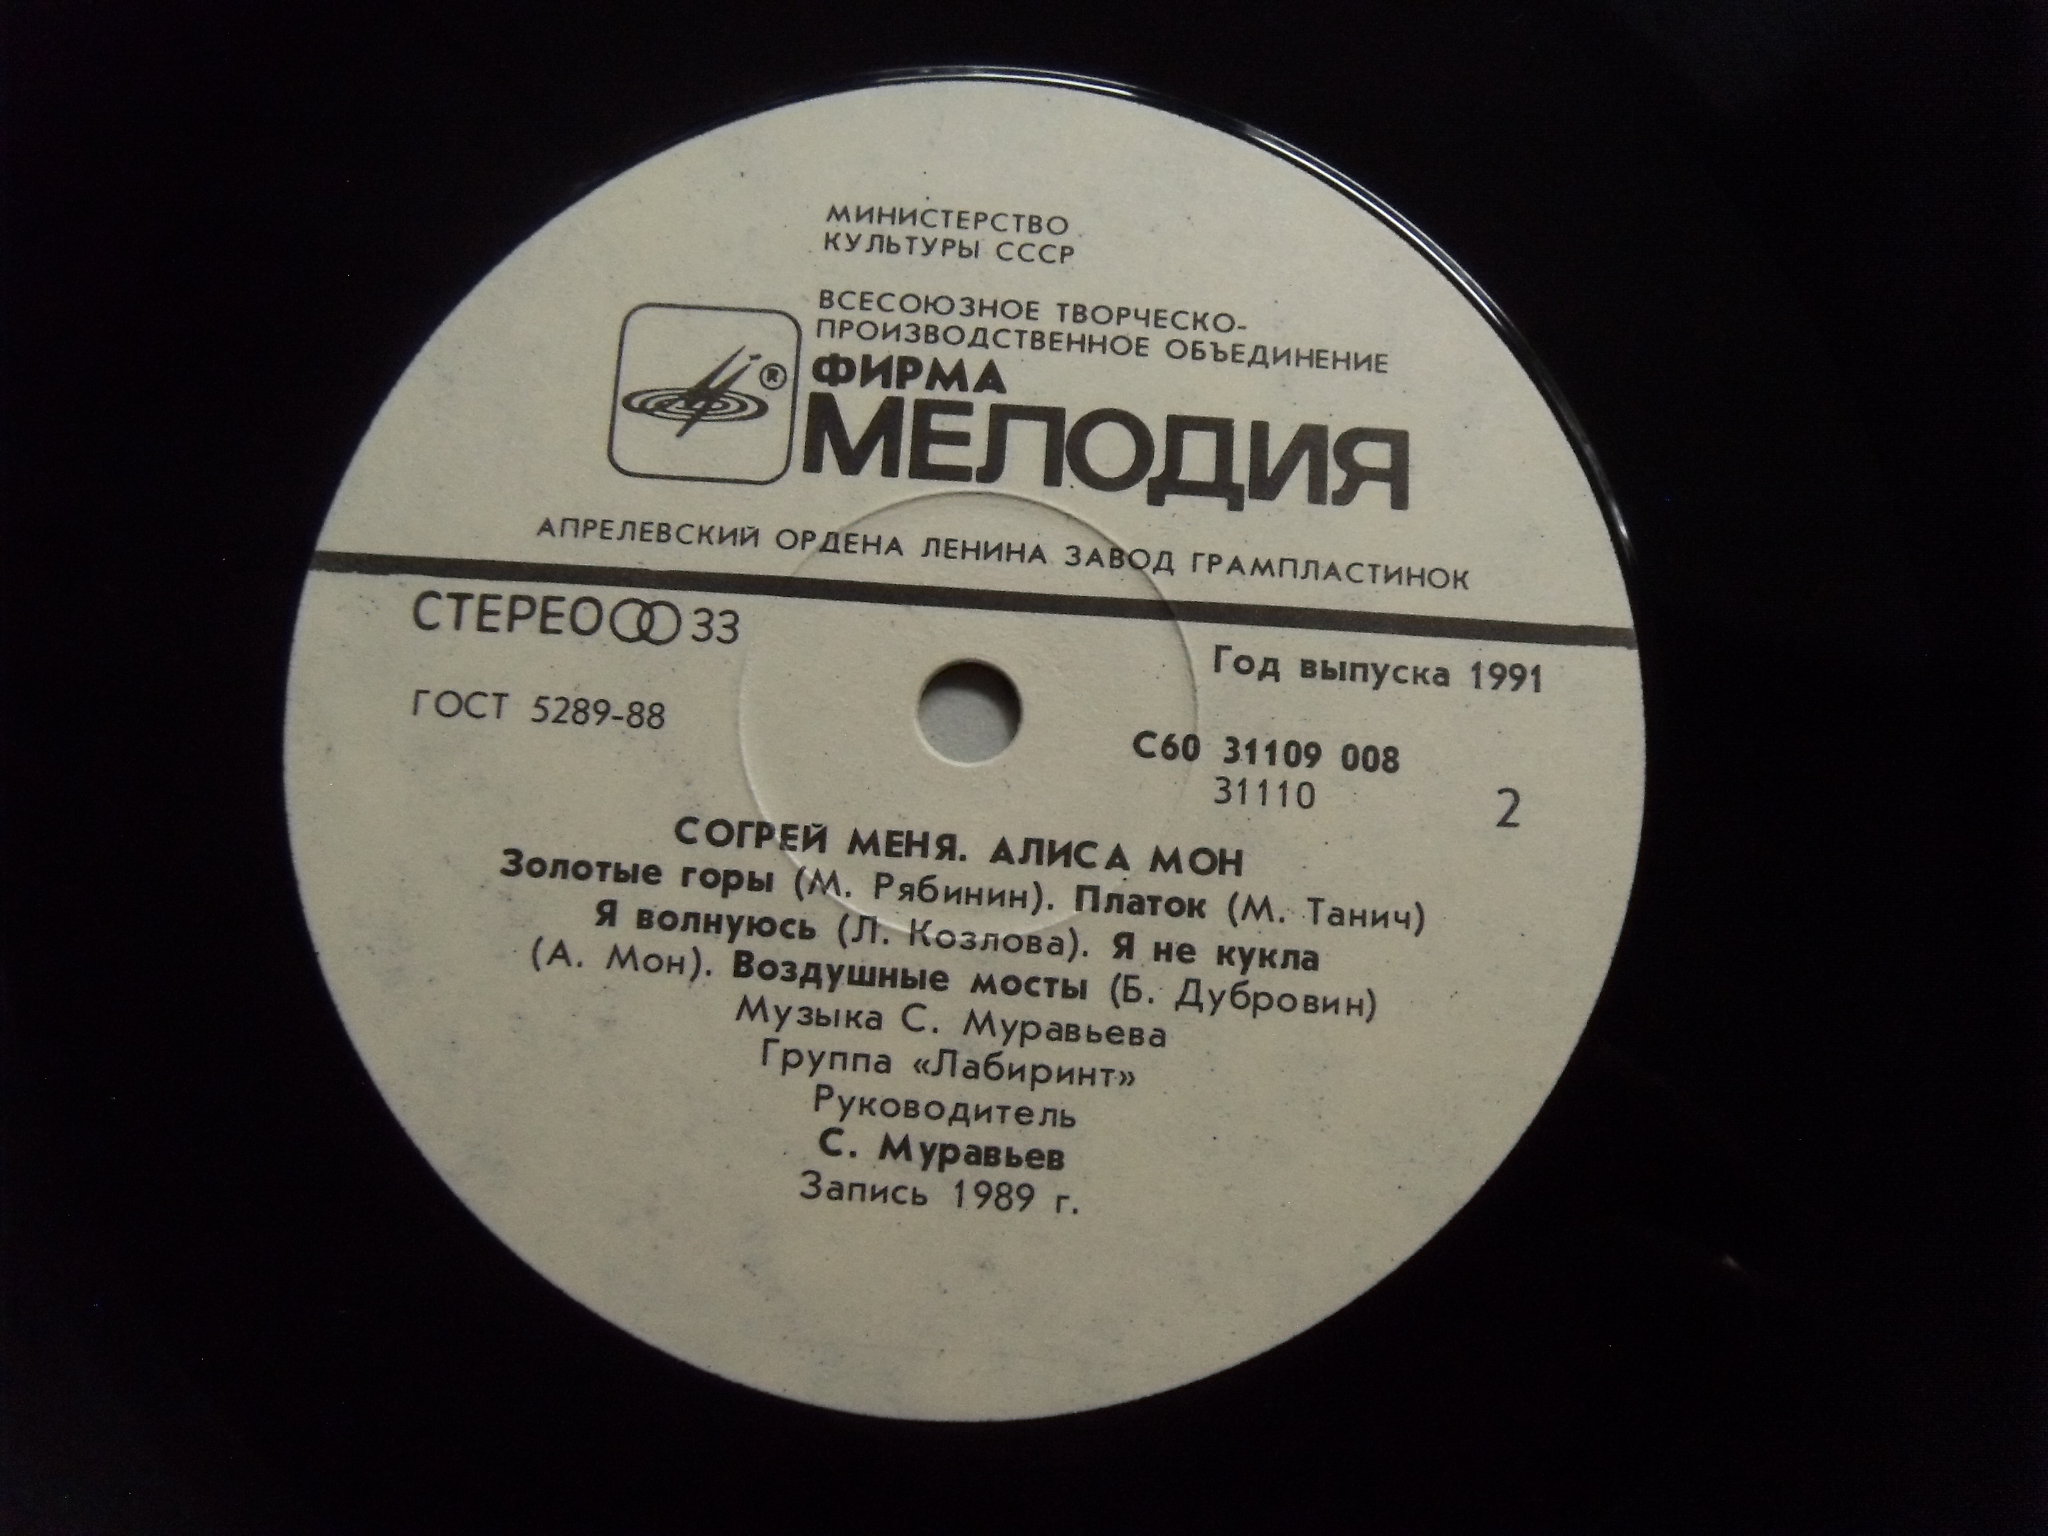 МИНИСТЕРСТВО
КУЛЬТУРЫ СССР
ВСЕСОЮЗНОЕ ТВОРЧЕСКО-
ПРОИЗВОДСТВЕННОЕ ОБЪЕДИНЕНИЕ
®
ФИРМА
МЕЛОДИЯ
АПРЕЛЕВСКИЙ ОРДЕНА ЛЕНИНА ЗАВОД ГРАМПЛАСТИНОК
СТЕРЕО 33
Год выпуска 1991
ГОСТ 5289-88
С60 31109 008
31110
2
СОГРЕЙ МЕНЯ. АЛИСА МОН
Золотые горы (М. Рябинин). Платок (М. Танич)
Я волнуюсь (Л. Козлова). Я не кукла
(А. Мон). Воздушные мосты (Б. Дубровин)
Музыка С. Муравьева
Группа «Лабиринт»
Руководитель
С. Муравьев
Запись 1989 г.